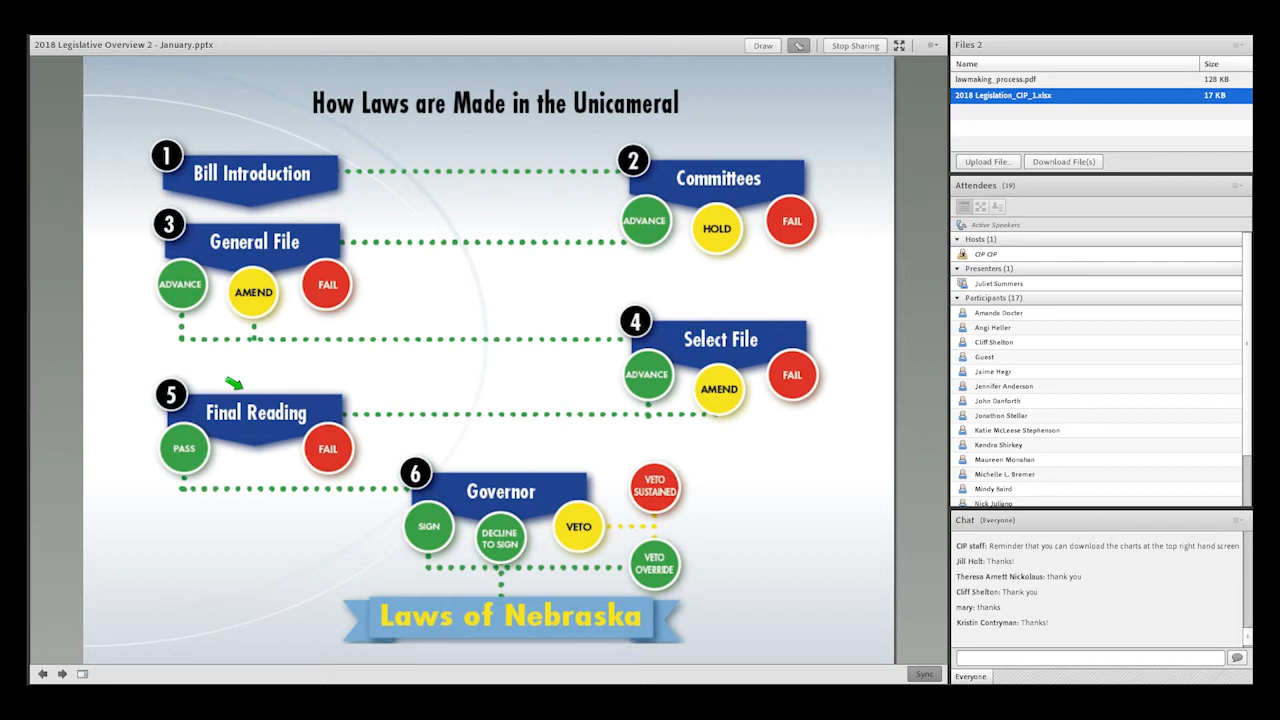 2018 Legislative Overview 2 - January.pptx
Draw
Stop Sharing
How Laws are Made in the Unicameral
1
Bill Introduction
2
Committees
ADVANCE
HOLD
FAIL
3
General File
ADVANCE
AMEND
FAIL
4
Select File
ADVANCE
AMEND
FAIL
5
Final Reading
PASS
FAIL
6
Governor
SIGN
DECLINE
TO SIGN
VETO
VETO
SUSTAINED
VETO
OVERRIDE
Laws of Nebraska
Sync
Files 2
Name Size
lawmaking_process.pdf 128 KB
2018 Legislation_CIP_1.xlsx 17 KB
Upload File... Download File(s)
Attendees (19)
Active Speakers
Hosts (1)
CIP CIP
Presenters (1)
Juliet Summers
Participants (17)
Amanda Docter
Angi Heller
Cliff Shelton
Guest
Jaime Hegr
Jennifer Anderson
John Danforth
Jonathon Stellar
Katie McLeese Stephenson
Kendra Shirkey
Maureen Monahan
Michelle L. Bremer
Mindy Baird
Nick Juliano
Chat (Everyone)
CIP staff: Reminder that you can download the charts at the top right hand screen
Jill Holt: Thanks!
Theresa Arnett Nickolaus: thank you
Cliff Shelton: Thank you
mary: thanks
Kristin Contryman: Thanks!
Everyone